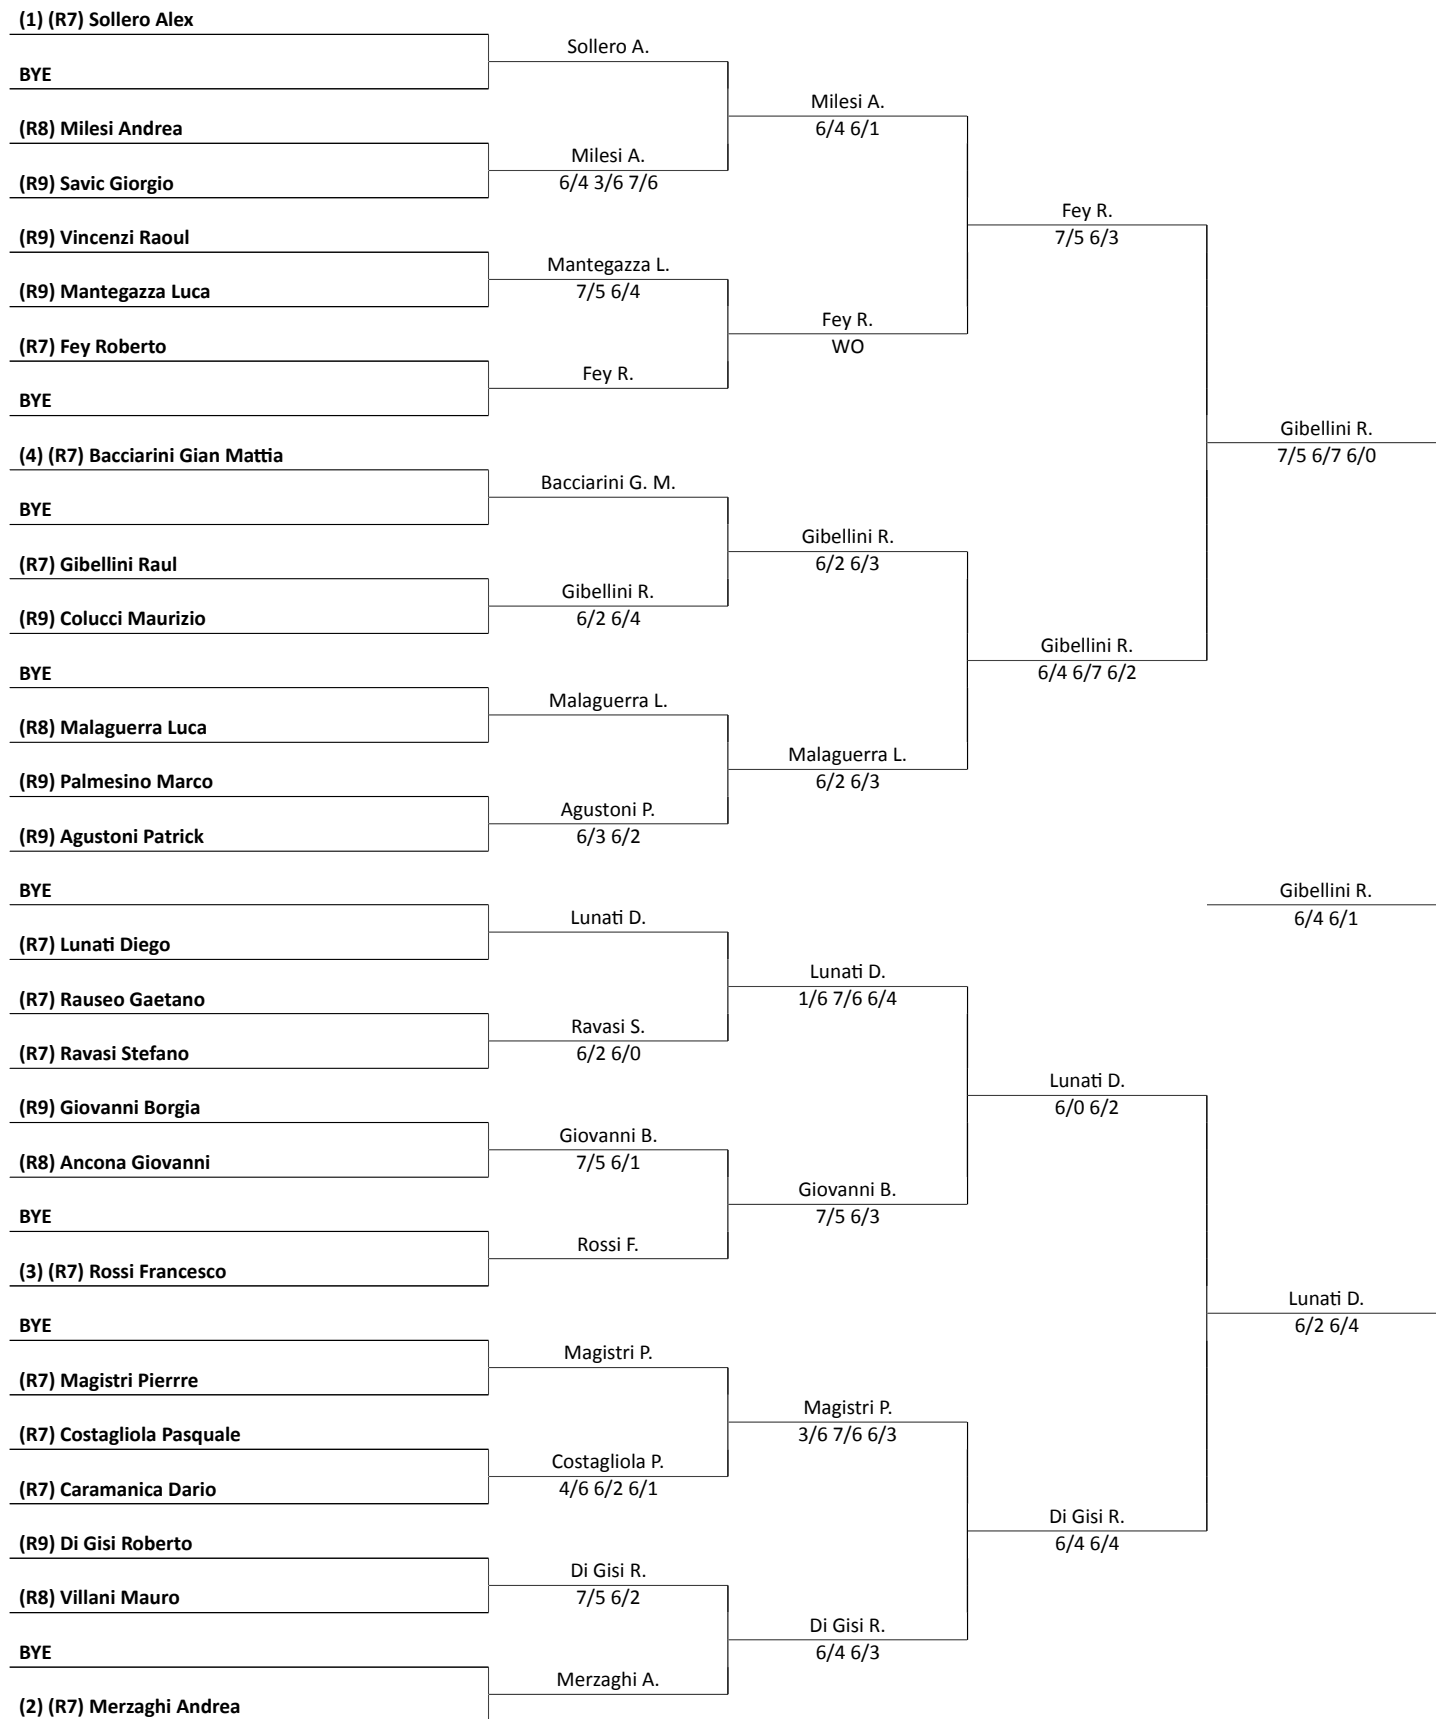 (1) (R7) Sollero Alex
Sollero A.
BYE
Milesi A.
6/4 6/1
(R8) Milesi Andrea
Milesi A.
6/4 3/6 7/6
(R9) Savic Giorgio
Fey R.
7/5 6/3
(R9) Vincenzi Raoul
Mantegazza L.
7/5 6/4
(R9) Mantegazza Luca
Fey R.
WO
(R7) Fey Roberto
Fey R.
BYE
Gibellini R.
7/5 6/7 6/0
(4) (R7) Bacciarini Gian Mattia
Bacciarini G. M.
BYE
Gibellini R.
6/2 6/3
(R7) Gibellini Raul
Gibellini R.
6/2 6/4
(R9) Colucci Maurizio
Gibellini R.
6/4 6/7 6/2
BYE
Malaguerra L.
(R8) Malaguerra Luca
Malaguerra L.
6/2 6/3
(R9) Palmesino Marco
Agustoni P.
6/3 6/2
(R9) Agustoni Patrick
BYE
Gibellini R.
6/4 6/1
Lunati D.
(R7) Lunati Diego
Lunati D.
1/6 7/6 6/4
(R7) Rauseo Gaetano
Ravasi S.
6/2 6/0
(R7) Ravasi Stefano
Lunati D.
6/0 6/2
(R9) Giovanni Borgia
Giovanni B.
7/5 6/1
(R8) Ancona Giovanni
Giovanni B.
7/5 6/3
BYE
Rossi F.
(3) (R7) Rossi Francesco
Lunati D.
6/2 6/4
BYE
Magistri P.
(R7) Magistri Pierrre
Magistri P.
3/6 7/6 6/3
(R7) Costagliola Pasquale
Costagliola P.
4/6 6/2 6/1
(R7) Caramanica Dario
Di Gisi R.
6/4 6/4
(R9) Di Gisi Roberto
Di Gisi R.
7/5 6/2
(R8) Villani Mauro
Di Gisi R.
6/4 6/3
BYE
Merzaghi A.
(2) (R7) Merzaghi Andrea